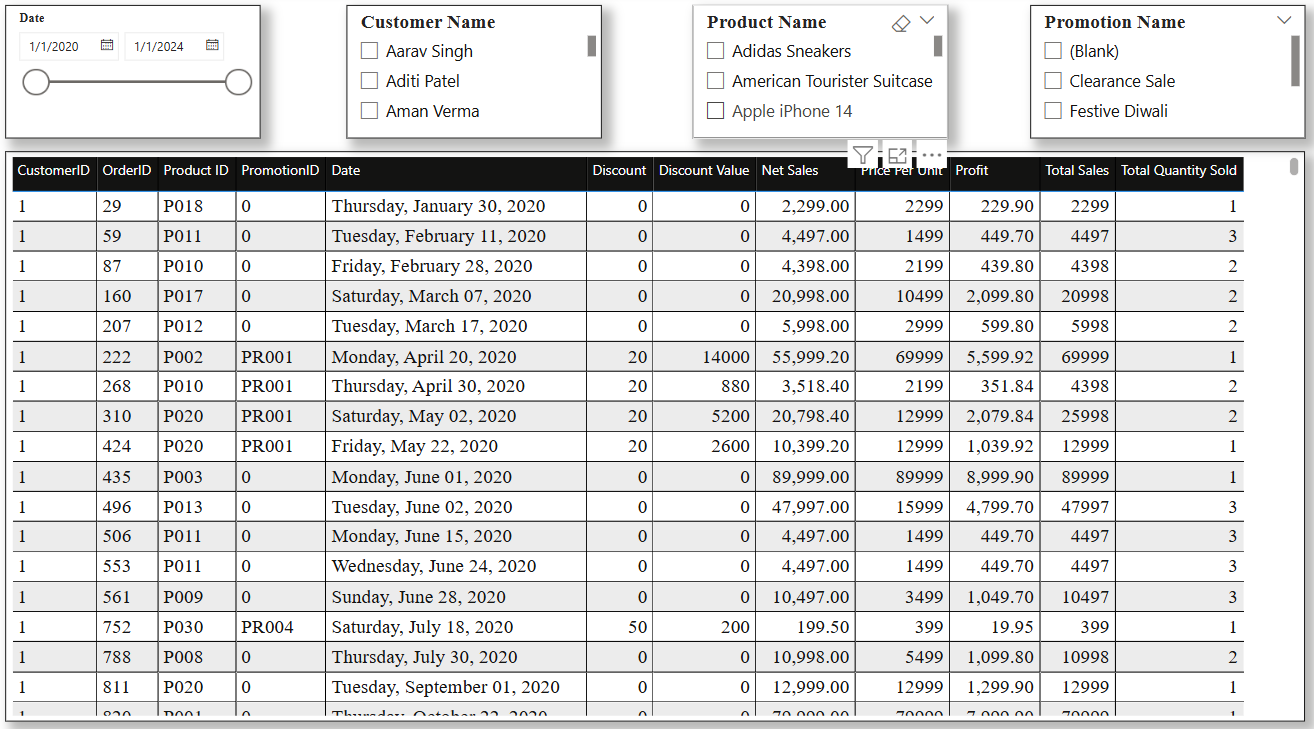 Date
1/1/2020 1/1/2024
Customer Name
Aarav Singh
Aditi Patel
Aman Verma
Product Name
Adidas Sneakers
American Tourister Suitcase
Apple iPhone 14
Promotion Name
(Blank)
Clearance Sale
Festive Diwali
CustomerID OrderID Product ID PromotionID Date Discount Discount Value Net Sales Price Per Unit Profit Total Sales Total Quantity Sold
1 29 P018 0 Thursday, January 30, 2020 0 0 2,299.00 2299 229.90 2299 1
1 59 P011 0 Tuesday, February 11, 2020 0 0 4,497.00 1499 449.70 4497 3
1 87 P010 0 Friday, February 28, 2020 0 0 4,398.00 2199 439.80 4398 2
1 160 P017 0 Saturday, March 07, 2020 0 0 20,998.00 10499 2,099.80 20998 2
1 207 P012 0 Tuesday, March 17, 2020 0 0 5,998.00 2999 599.80 5998 2
1 222 P002 PR001 Monday, April 20, 2020 20 14000 55,999.20 69999 5,599.92 69999 1
1 268 P010 PR001 Thursday, April 30, 2020 20 880 3,518.40 2199 351.84 4398 2
1 310 P020 PR001 Saturday, May 02, 2020 20 5200 20,798.40 12999 2,079.84 25998 2
1 424 P020 PR001 Friday, May 22, 2020 20 2600 10,399.20 12999 1,039.92 12999 1
1 435 P003 0 Monday, June 01, 2020 0 0 89,999.00 89999 8,999.90 89999 1
1 496 P013 0 Tuesday, June 02, 2020 0 0 47,997.00 15999 4,799.70 47997 3
1 506 P011 0 Monday, June 15, 2020 0 0 4,497.00 1499 449.70 4497 3
1 553 P011 0 Wednesday, June 24, 2020 0 0 4,497.00 1499 449.70 4497 3
1 561 P009 0 Sunday, June 28, 2020 0 0 10,497.00 3499 1,049.70 10497 3
1 752 P030 PR004 Saturday, July 18, 2020 50 200 199.50 399 19.95 399 1
1 788 P008 0 Thursday, July 30, 2020 0 0 10,998.00 5499 1,099.80 10998 2
1 811 P020 0 Tuesday, September 01, 2020 0 0 12,999.00 12999 1,299.90 12999 1